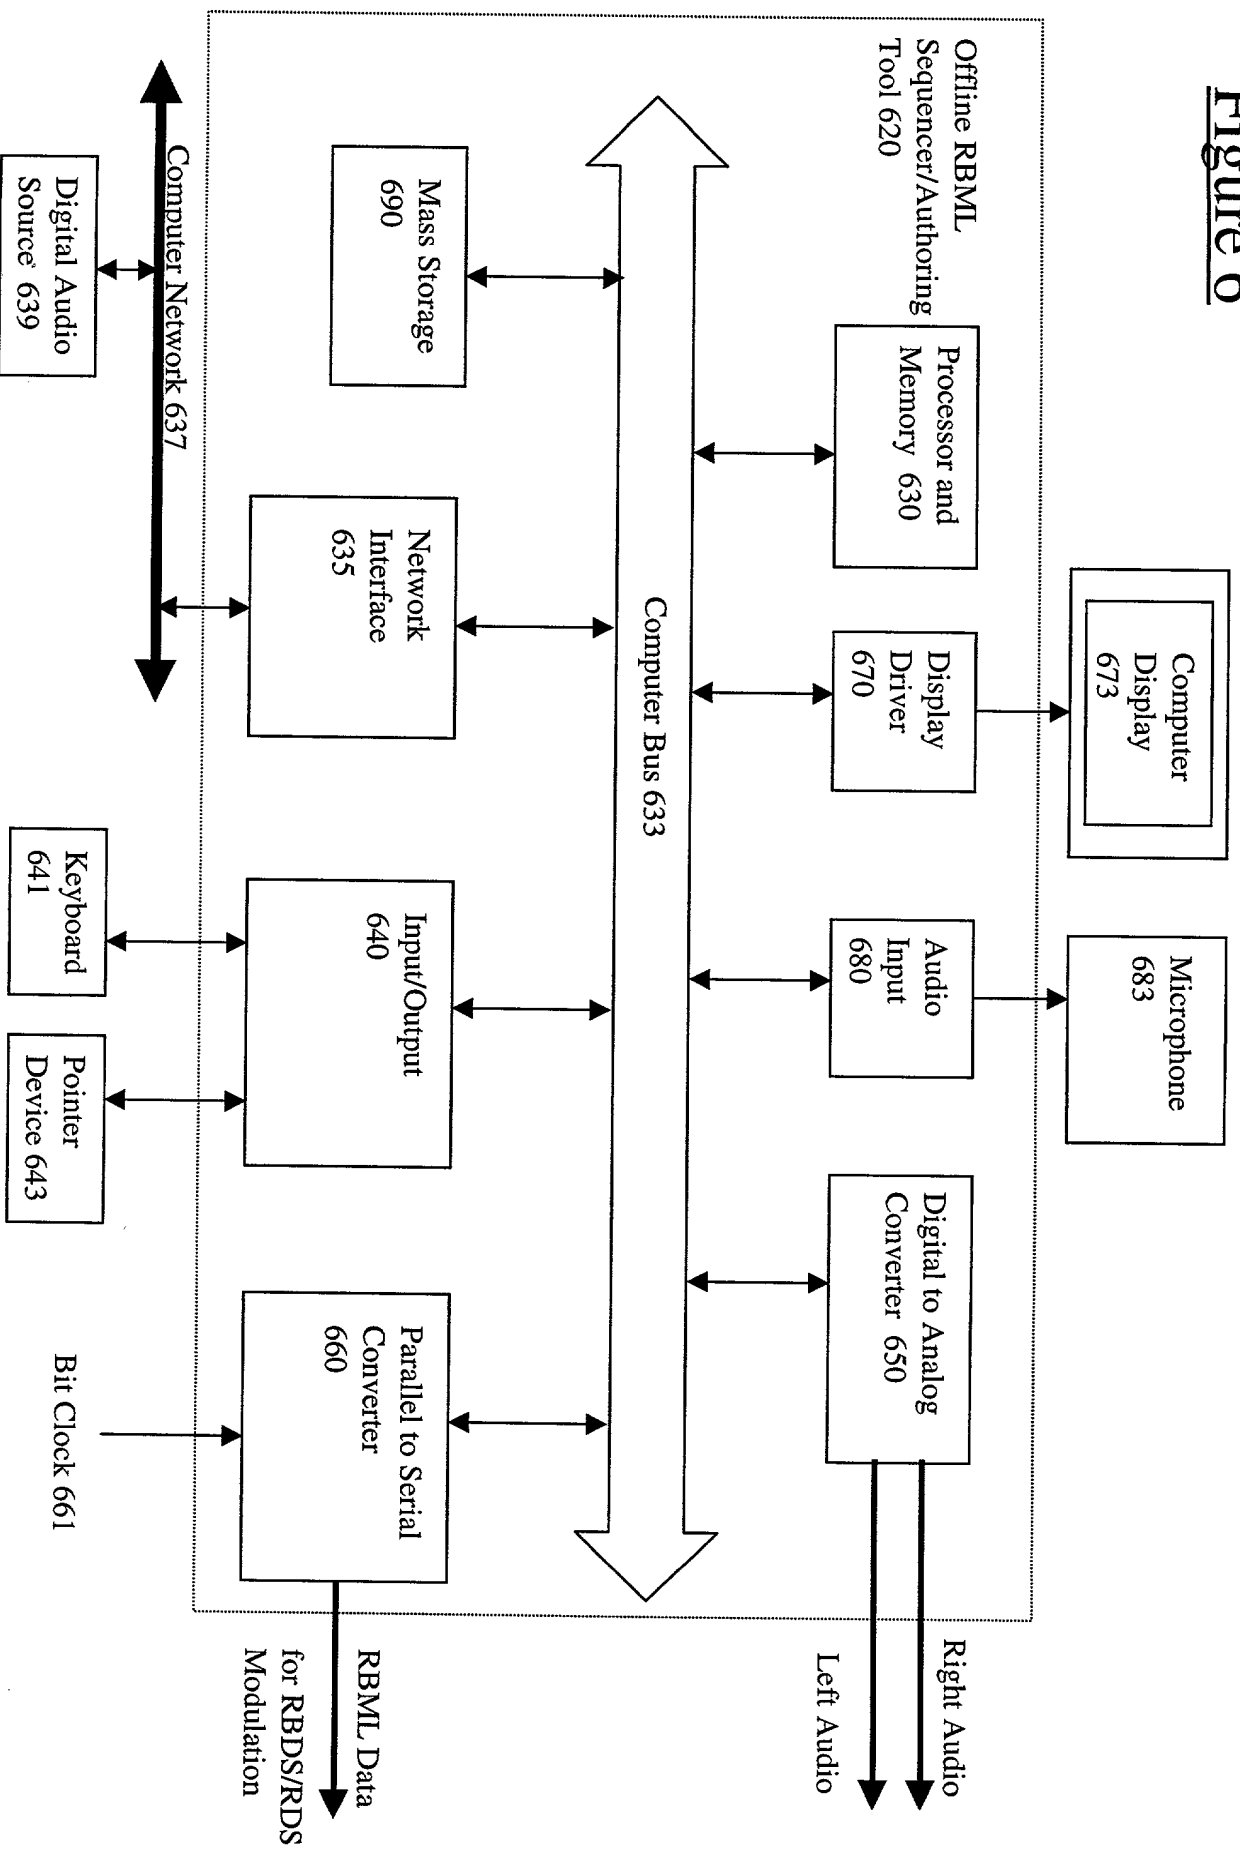 Figure 6
Computer
Display
673
Microphone
683
Offline RBML
Sequencer/Authoring
Tool 620
Processor and
Memory 630
Display
Driver
670
Audio
Input
680
Digital to Analog
Converter 650
Right Audio
Left Audio
Computer Bus 633
Mass Storage
690
Network
Interface
635
Input/Output
640
Parallel to Serial
Converter
660
RBML Data
for RBDS/RDS
Modulation
Computer Network 637
Digital Audio
Source 639
Keyboard
641
Pointer
Device 643
Bit Clock 661